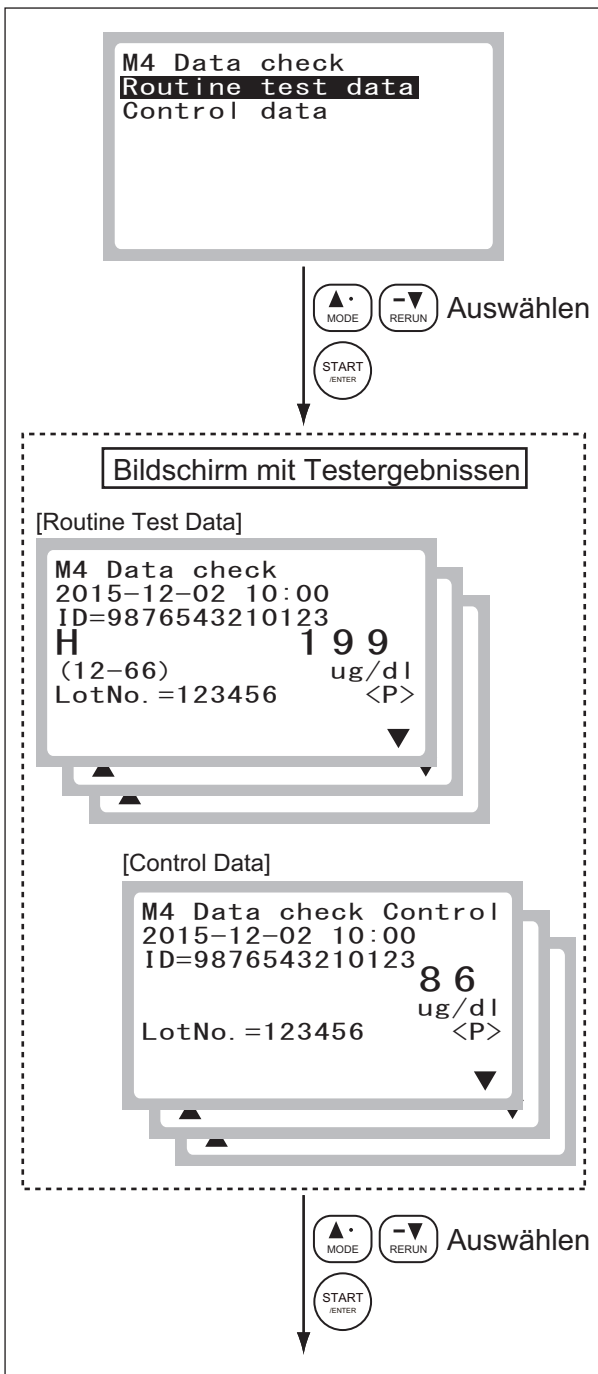 M4 Data check
Routine test data
Control data
▲· MODE −▼ RERUN Auswählen
START /ENTER
Bildschirm mit Testergebnissen
[Routine Test Data]
M4 Data check
2015-12-02 10:00
ID=9876543210123
H 199
(12-66) ug/dl
LotNo.=123456 <P>
▼
▲ ▼
▲
[Control Data]
M4 Data check Control
2015-12-02 10:00
ID=9876543210123
86
ug/dl
LotNo.=123456 <P>
▼
▲ ▼
▲
▲· MODE −▼ RERUN Auswählen
START /ENTER